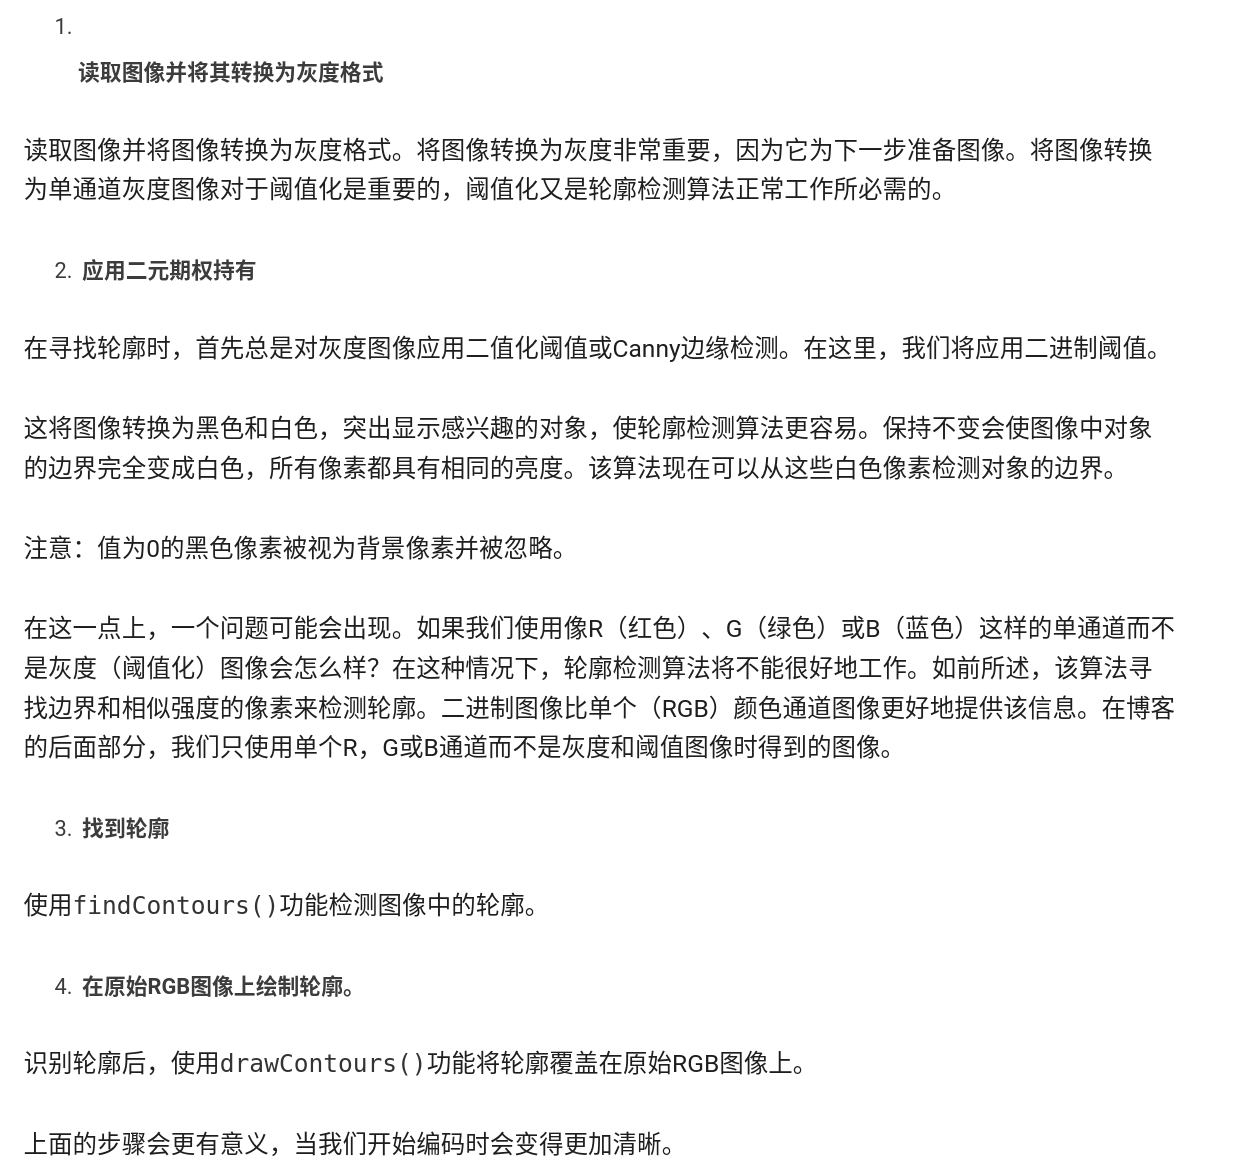 1.
读取图像并将其转换为灰度格式
读取图像并将图像转换为灰度格式。将图像转换为灰度非常重要，因为它为下一步准备图像。将图像转换
为单通道灰度图像对于阈值化是重要的，阈值化又是轮廓检测算法正常工作所必需的。
2. 应用二元期权持有
在寻找轮廓时，首先总是对灰度图像应用二值化阈值或Canny边缘检测。在这里，我们将应用二进制阈值。
这将图像转换为黑色和白色，突出显示感兴趣的对象，使轮廓检测算法更容易。保持不变会使图像中对象
的边界完全变成白色，所有像素都具有相同的亮度。该算法现在可以从这些白色像素检测对象的边界。
注意：值为0的黑色像素被视为背景像素并被忽略。
在这一点上，一个问题可能会出现。如果我们使用像R（红色）、G（绿色）或B（蓝色）这样的单通道而不
是灰度（阈值化）图像会怎么样？在这种情况下，轮廓检测算法将不能很好地工作。如前所述，该算法寻
找边界和相似强度的像素来检测轮廓。二进制图像比单个（RGB）颜色通道图像更好地提供该信息。在博客
的后面部分，我们只使用单个R，G或B通道而不是灰度和阈值图像时得到的图像。
3. 找到轮廓
使用findContours()功能检测图像中的轮廓。
4. 在原始RGB图像上绘制轮廓。
识别轮廓后，使用drawContours()功能将轮廓覆盖在原始RGB图像上。
上面的步骤会更有意义，当我们开始编码时会变得更加清晰。